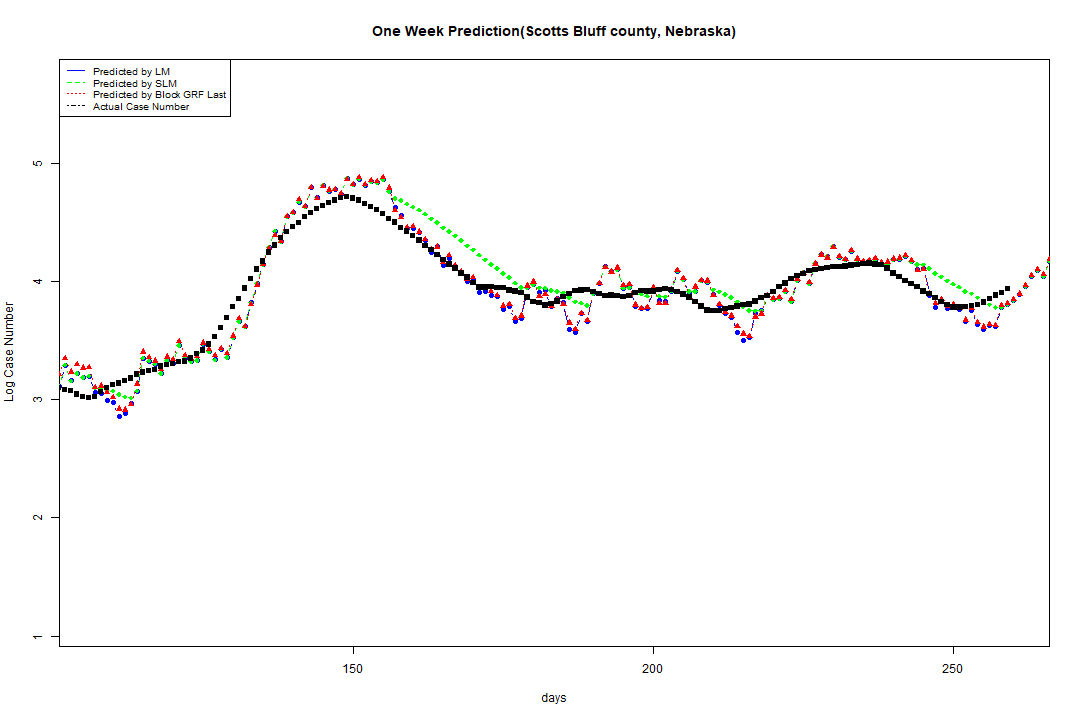 One Week Prediction(Scotts Bluff county, Nebraska)
Predicted by LM
Predicted by SLM
Predicted by Block GRF Last
Actual Case Number
5
4
3
2
1
Log Case Number
150
200
250
days